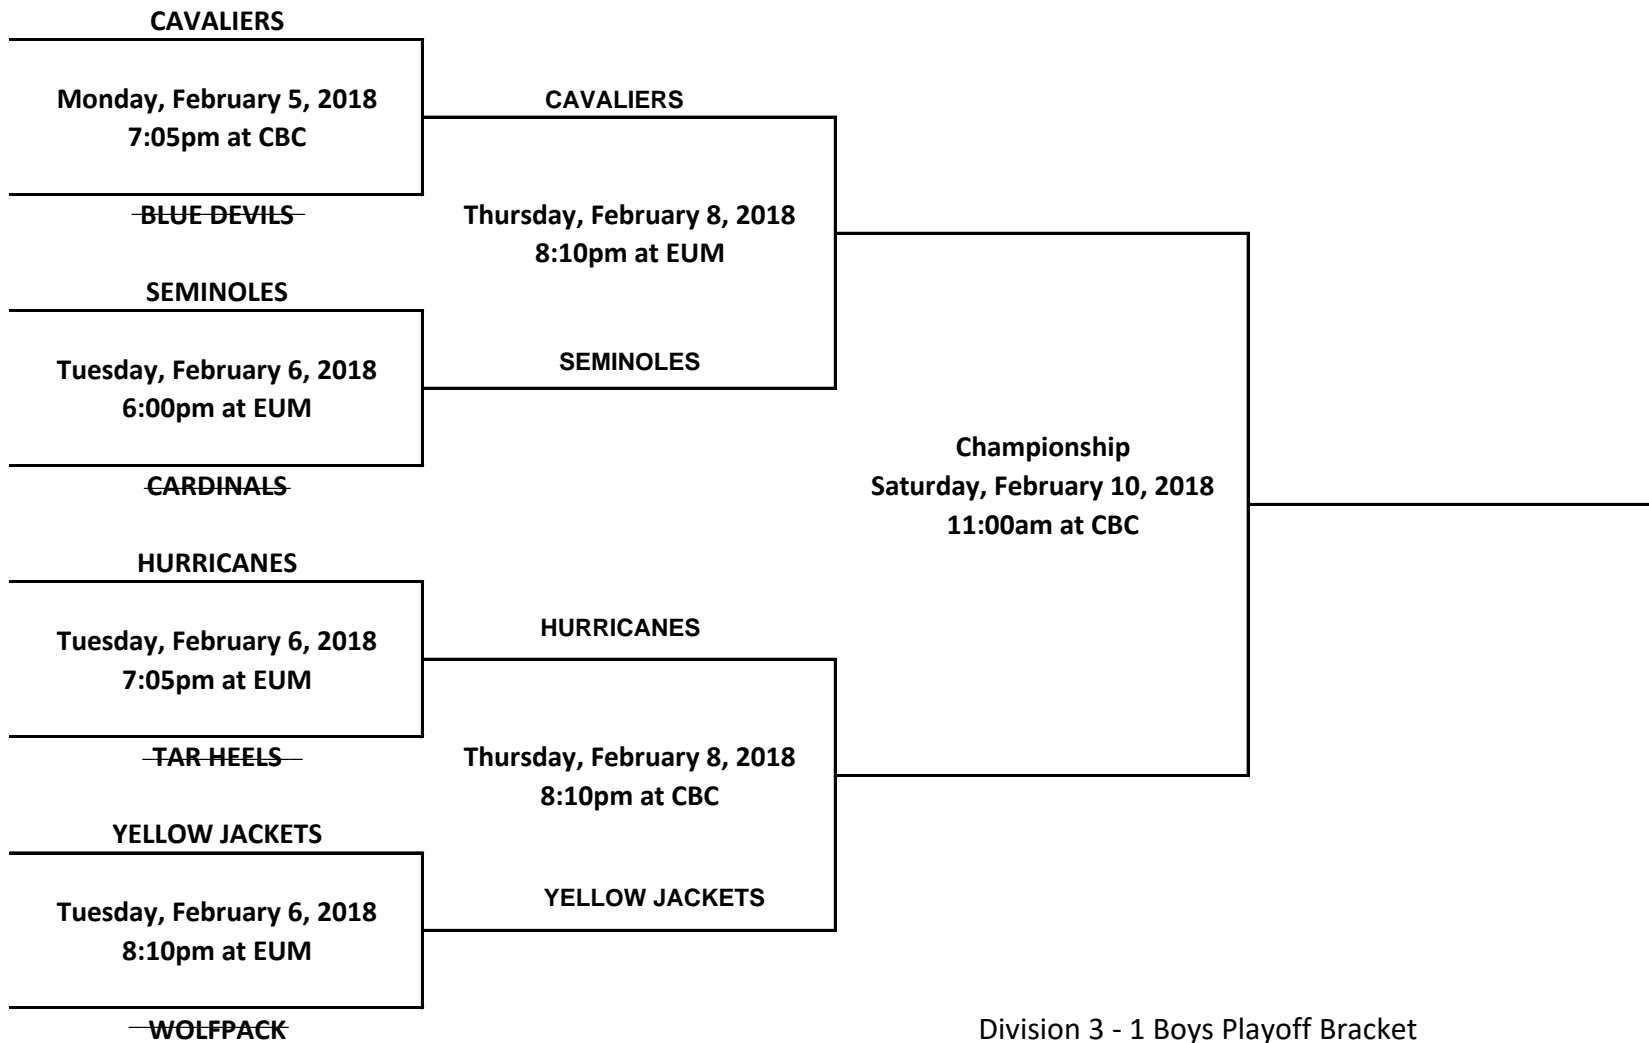 CAVALIERS
Monday, February 5, 2018
7:05pm at CBC
BLUE DEVILS
SEMINOLES
Tuesday, February 6, 2018
6:00pm at EUM
CARDINALS
HURRICANES
Tuesday, February 6, 2018
7:05pm at EUM
TAR HEELS
YELLOW JACKETS
Tuesday, February 6, 2018
8:10pm at EUM
WOLFPACK
CAVALIERS
Thursday, February 8, 2018
8:10pm at EUM
SEMINOLES
HURRICANES
Thursday, February 8, 2018
8:10pm at CBC
YELLOW JACKETS
Championship
Saturday, February 10, 2018
11:00am at CBC
Division 3 - 1 Boys Playoff Bracket